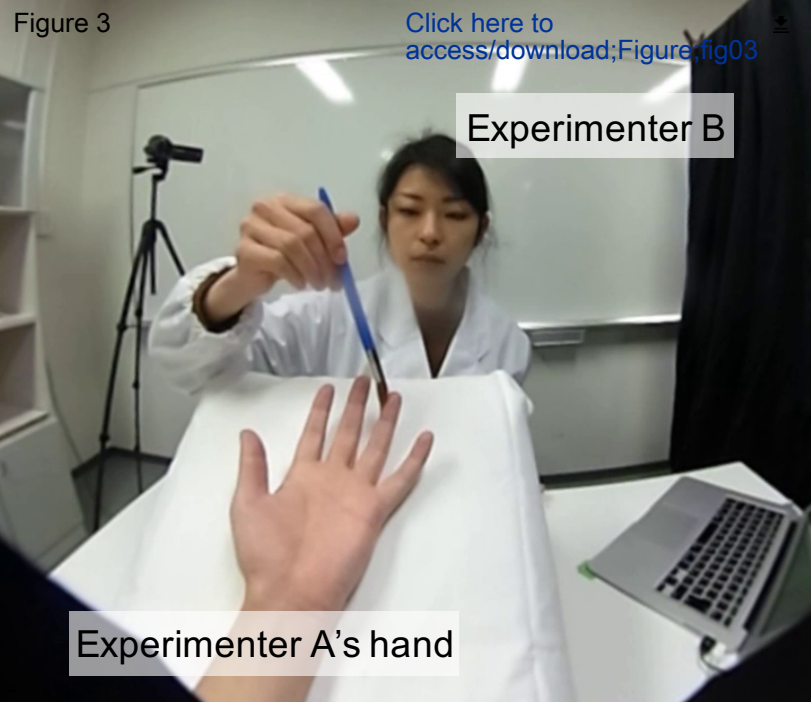 Figure 3
Click here to
access/download;Figure;fig03
Experimenter B
Experimenter A’s hand